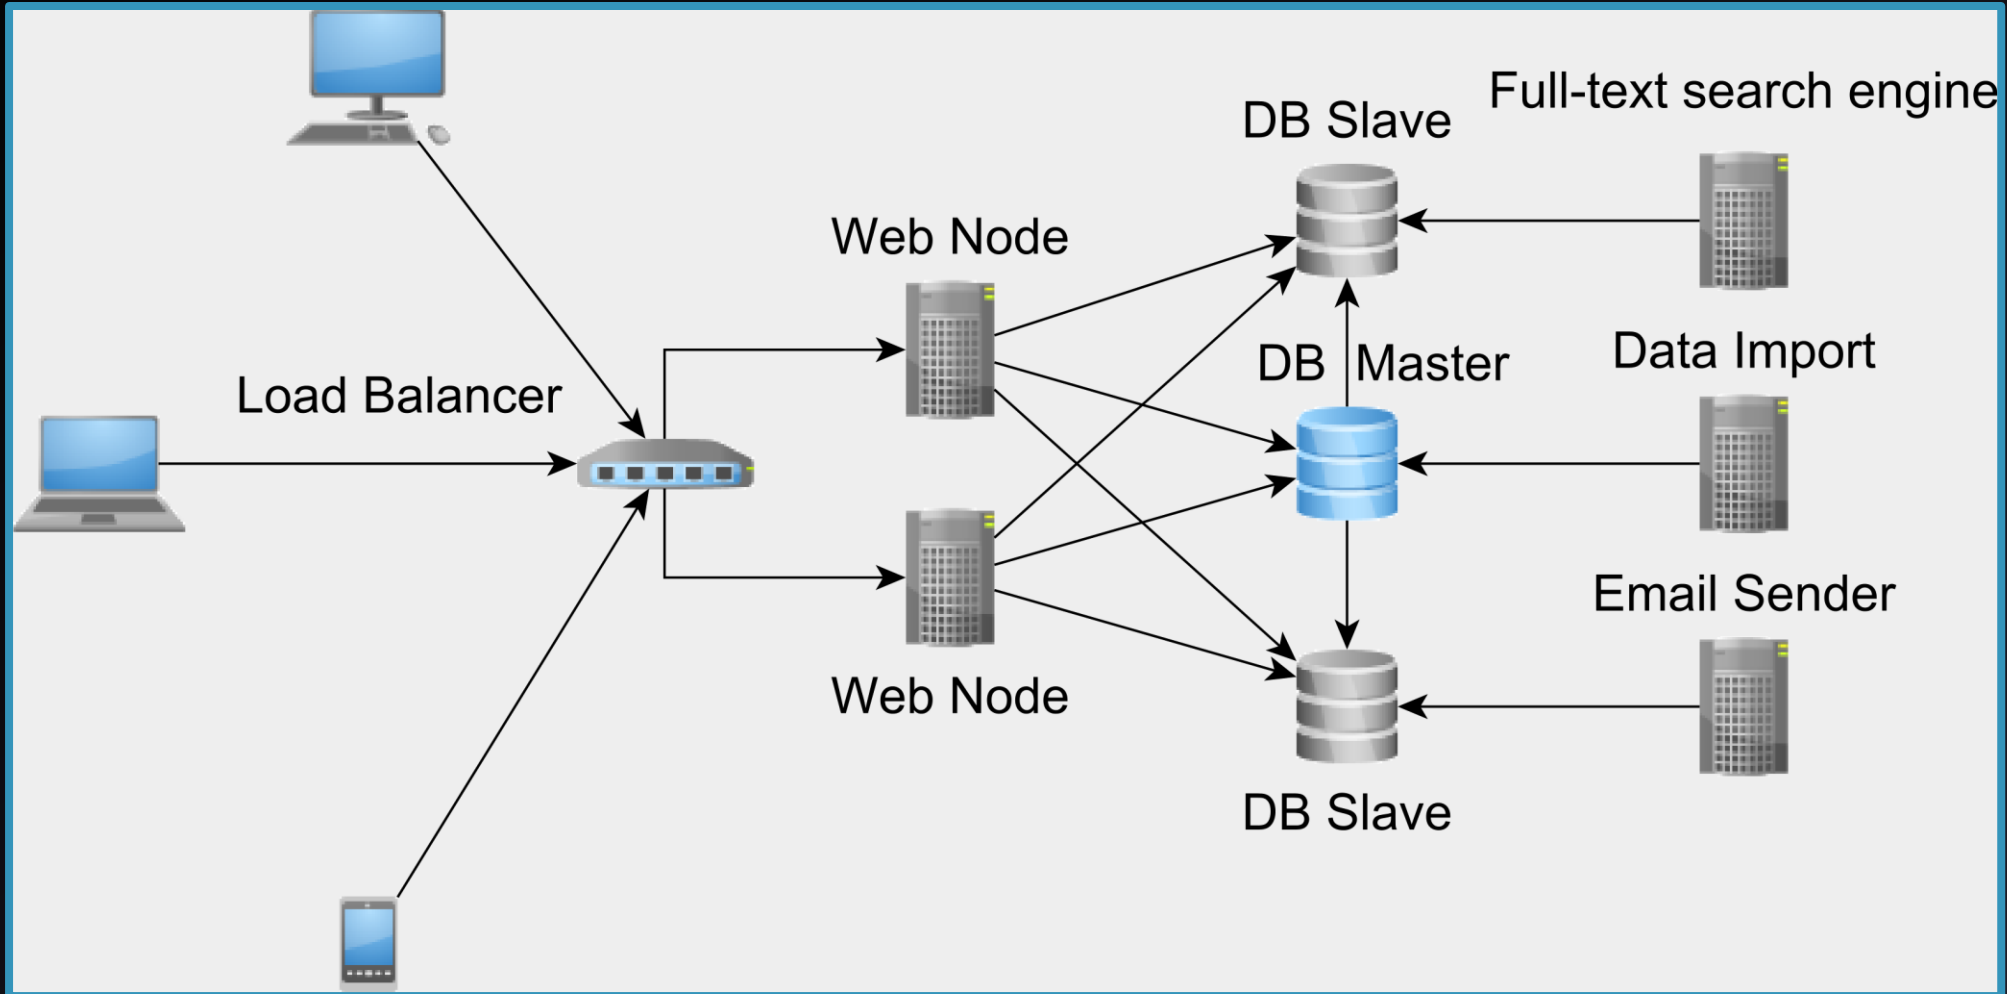 Full-text search engine
DB Slave
Web Node
DB Master
Data Import
Load Balancer
Email Sender
Web Node
DB Slave